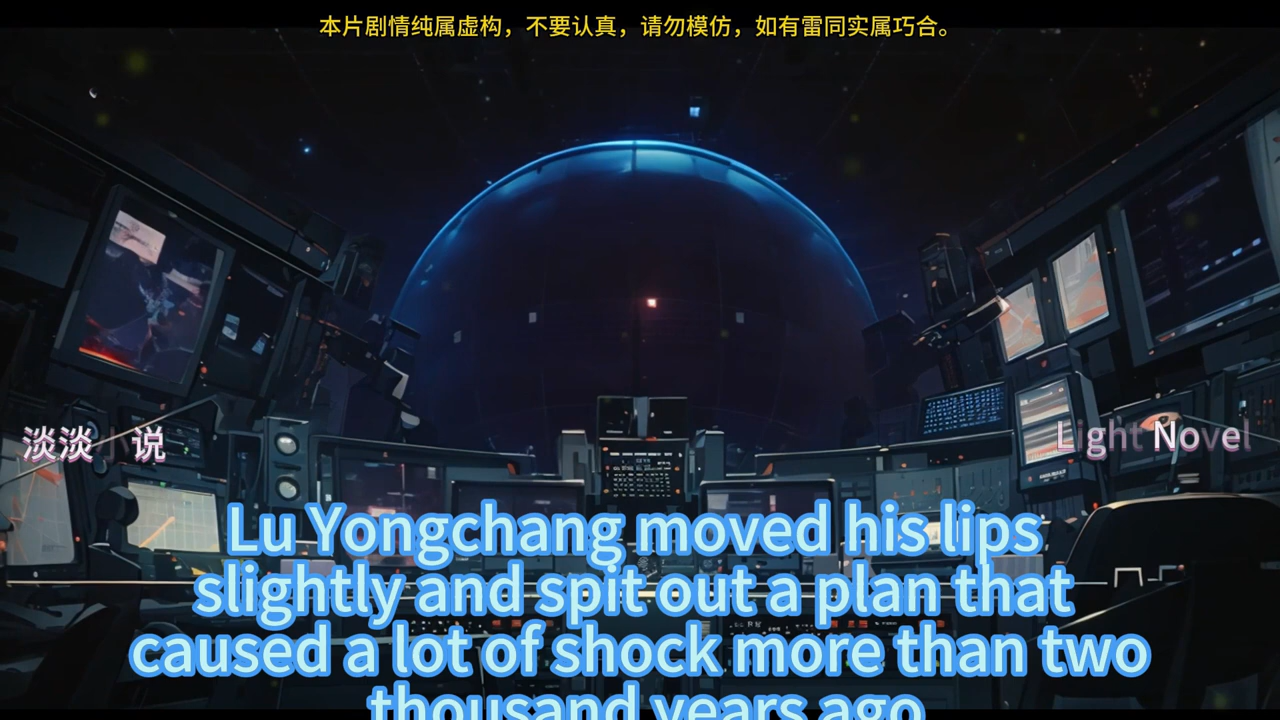 本片剧情纯属虚构，不要认真，请勿模仿，如有雷同实属巧合。
淡淡小说
Light Novel
Lu Yongchang moved his lips
slightly and spit out a plan that
caused a lot of shock more than two
thousand years ago